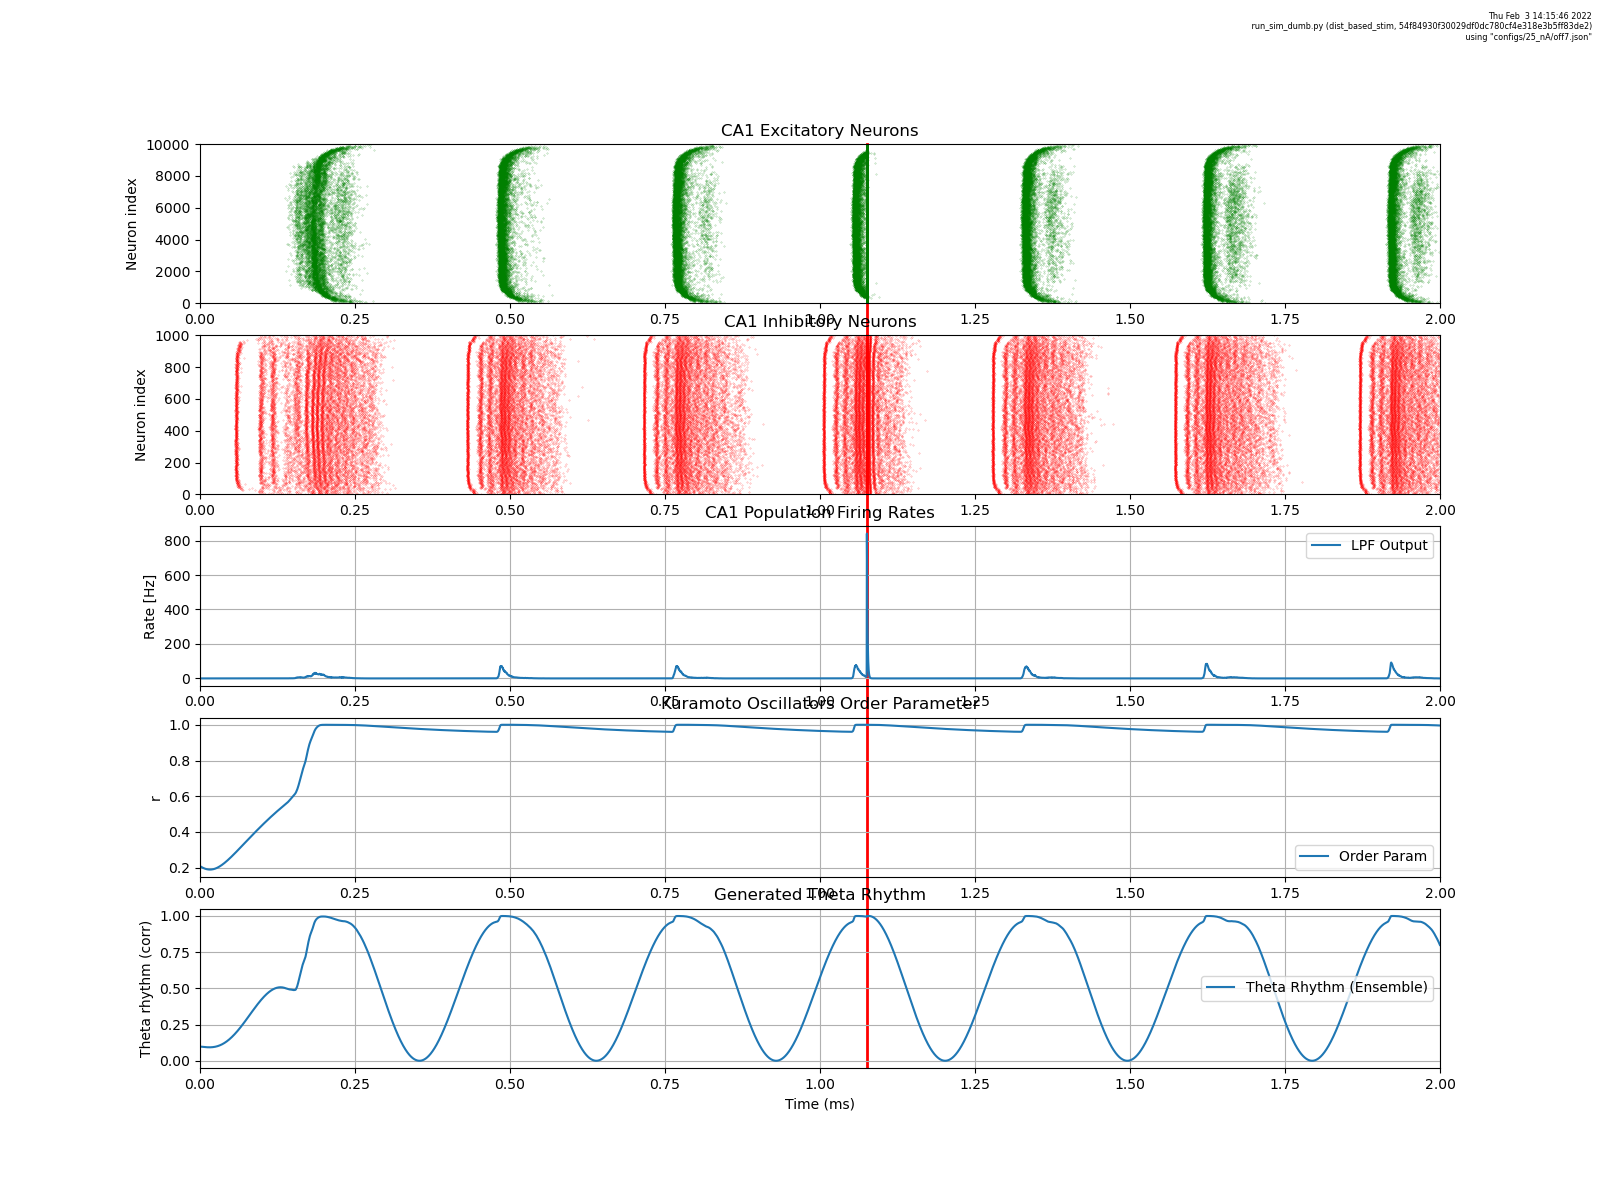 Thu Feb  3 14:15:46 2022
run_sim_dumb.py (dist_based_stim, 54f84930f30029df0dc780cf4e318e3b5ff83de2)
using "configs/25_nA/off7.json"
CA1 Excitatory Neurons
Neuron index
10000
8000
6000
4000
2000
0
0.00 0.25 0.50 0.75 1.00 1.25 1.50 1.75 2.00
CA1 Inhibitory Neurons
Neuron index
1000
800
600
400
200
0
0.00 0.25 0.50 0.75 1.00 1.25 1.50 1.75 2.00
CA1 Population Firing Rates
Rate [Hz]
800
600
400
200
0
LPF Output
0.00 0.25 0.50 0.75 1.00 1.25 1.50 1.75 2.00
Kuramoto Oscillators Order Parameter
r
1.0
0.8
0.6
0.4
0.2
Order Param
0.00 0.25 0.50 0.75 1.00 1.25 1.50 1.75 2.00
Generated Theta Rhythm
Theta rhythm (corr)
1.00
0.75
0.50
0.25
0.00
Theta Rhythm (Ensemble)
0.00 0.25 0.50 0.75 1.00 1.25 1.50 1.75 2.00
Time (ms)